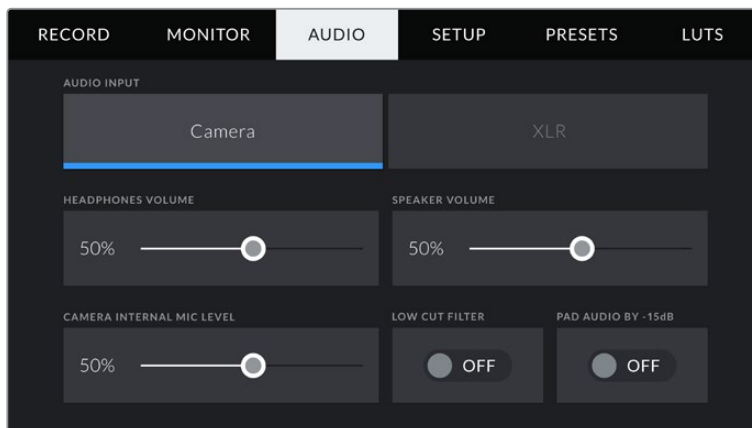 RECORD MONITOR AUDIO SETUP PRESETS LUTS
AUDIO INPUT
Camera XLR
HEADPHONES VOLUME SPEAKER VOLUME
50% 50%
CAMERA INTERNAL MIC LEVEL LOW CUT FILTER PAD AUDIO BY -15dB
50% OFF OFF